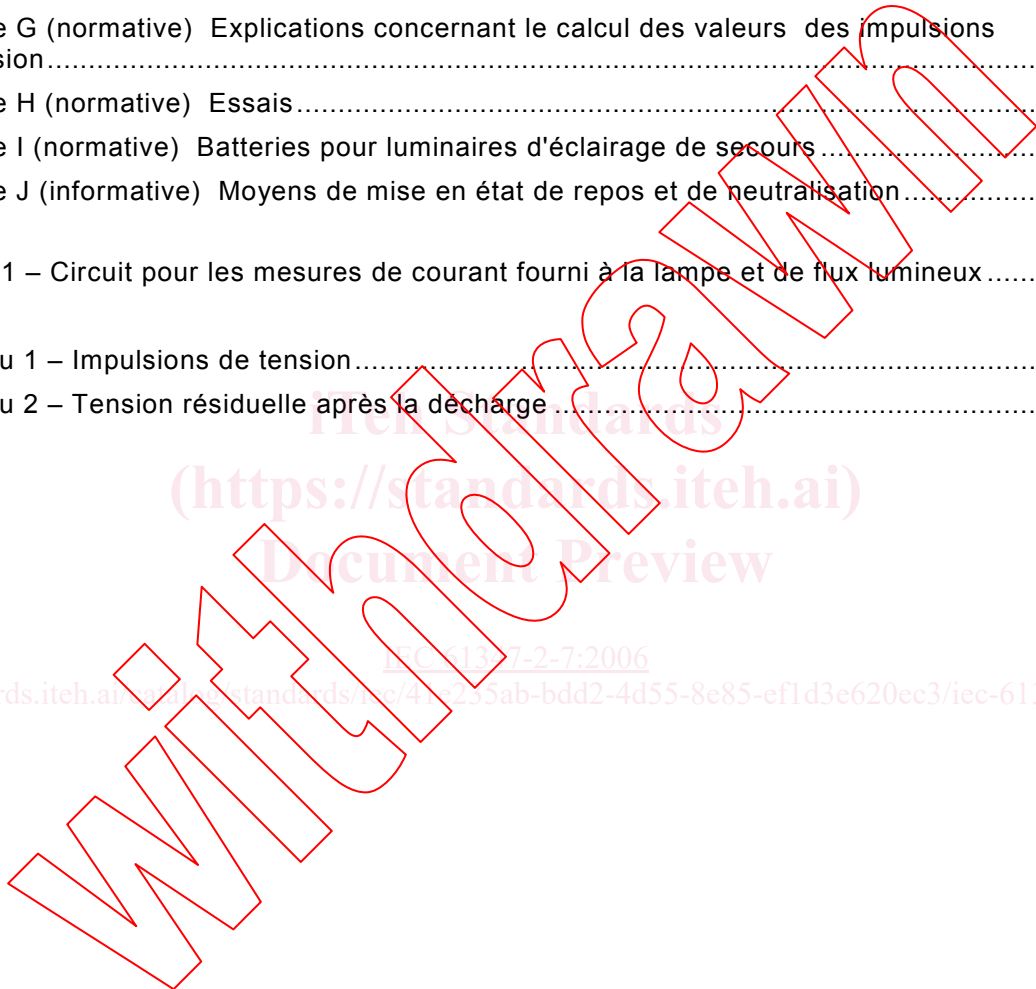 e G (normative) Explications concernant le calcul des valeurs des impulsions
sion
e H (normative) Essais
e I (normative) Batteries pour luminaires d'éclairage de secours
e J (informative) Moyens de mise en état de repos et de neutralisation
1 – Circuit pour les mesures de courant fourni à la lampe et de flux lumineux
u 1 – Impulsions de tension
u 2 – Tension résiduelle après la décharge
iTeh Standards
(https://standards.iteh.ai)
Document Preview
IEC 61347-2-7:2006
rds.iteh.ai/catalog/standards/iec/41e235ab-bdd2-4d55-8e85-ef1d3e620ec3/iec-613
withdrawn